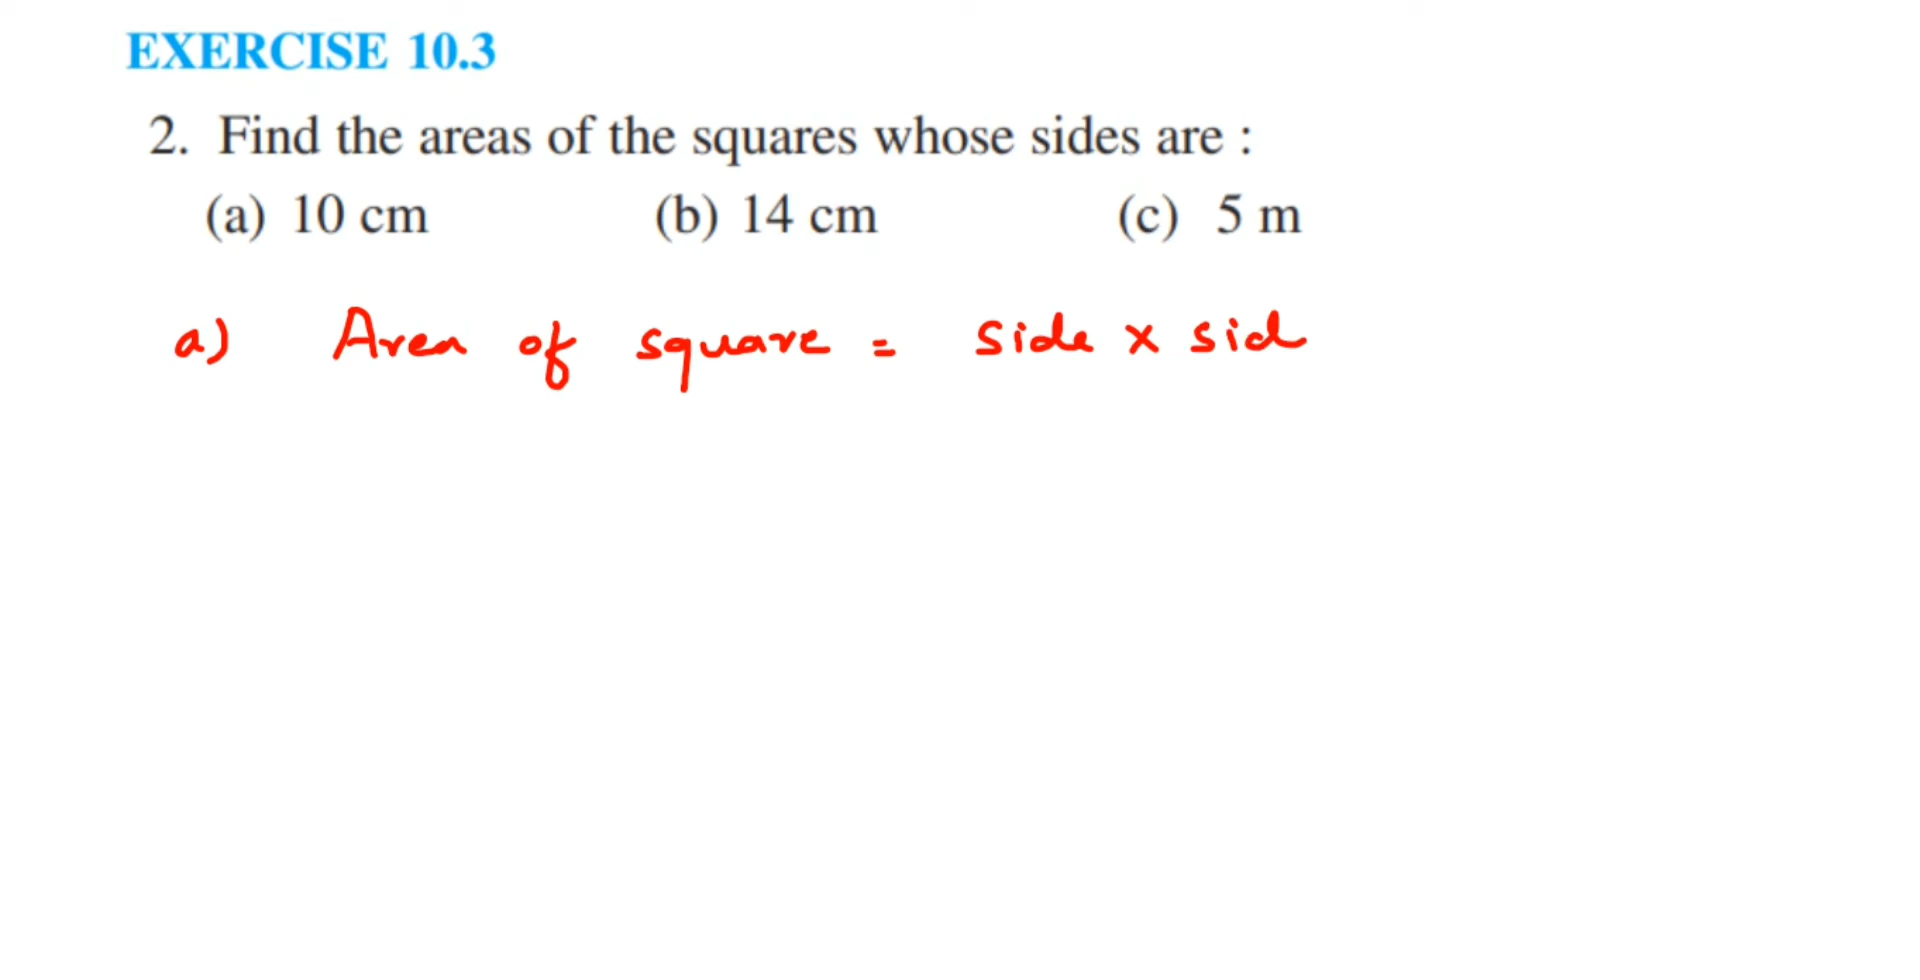 EXERCISE 10.3
2. Find the areas of the squares whose sides are :
(a) 10 cm (b) 14 cm (c) 5 m
a) Area of square = side x sid